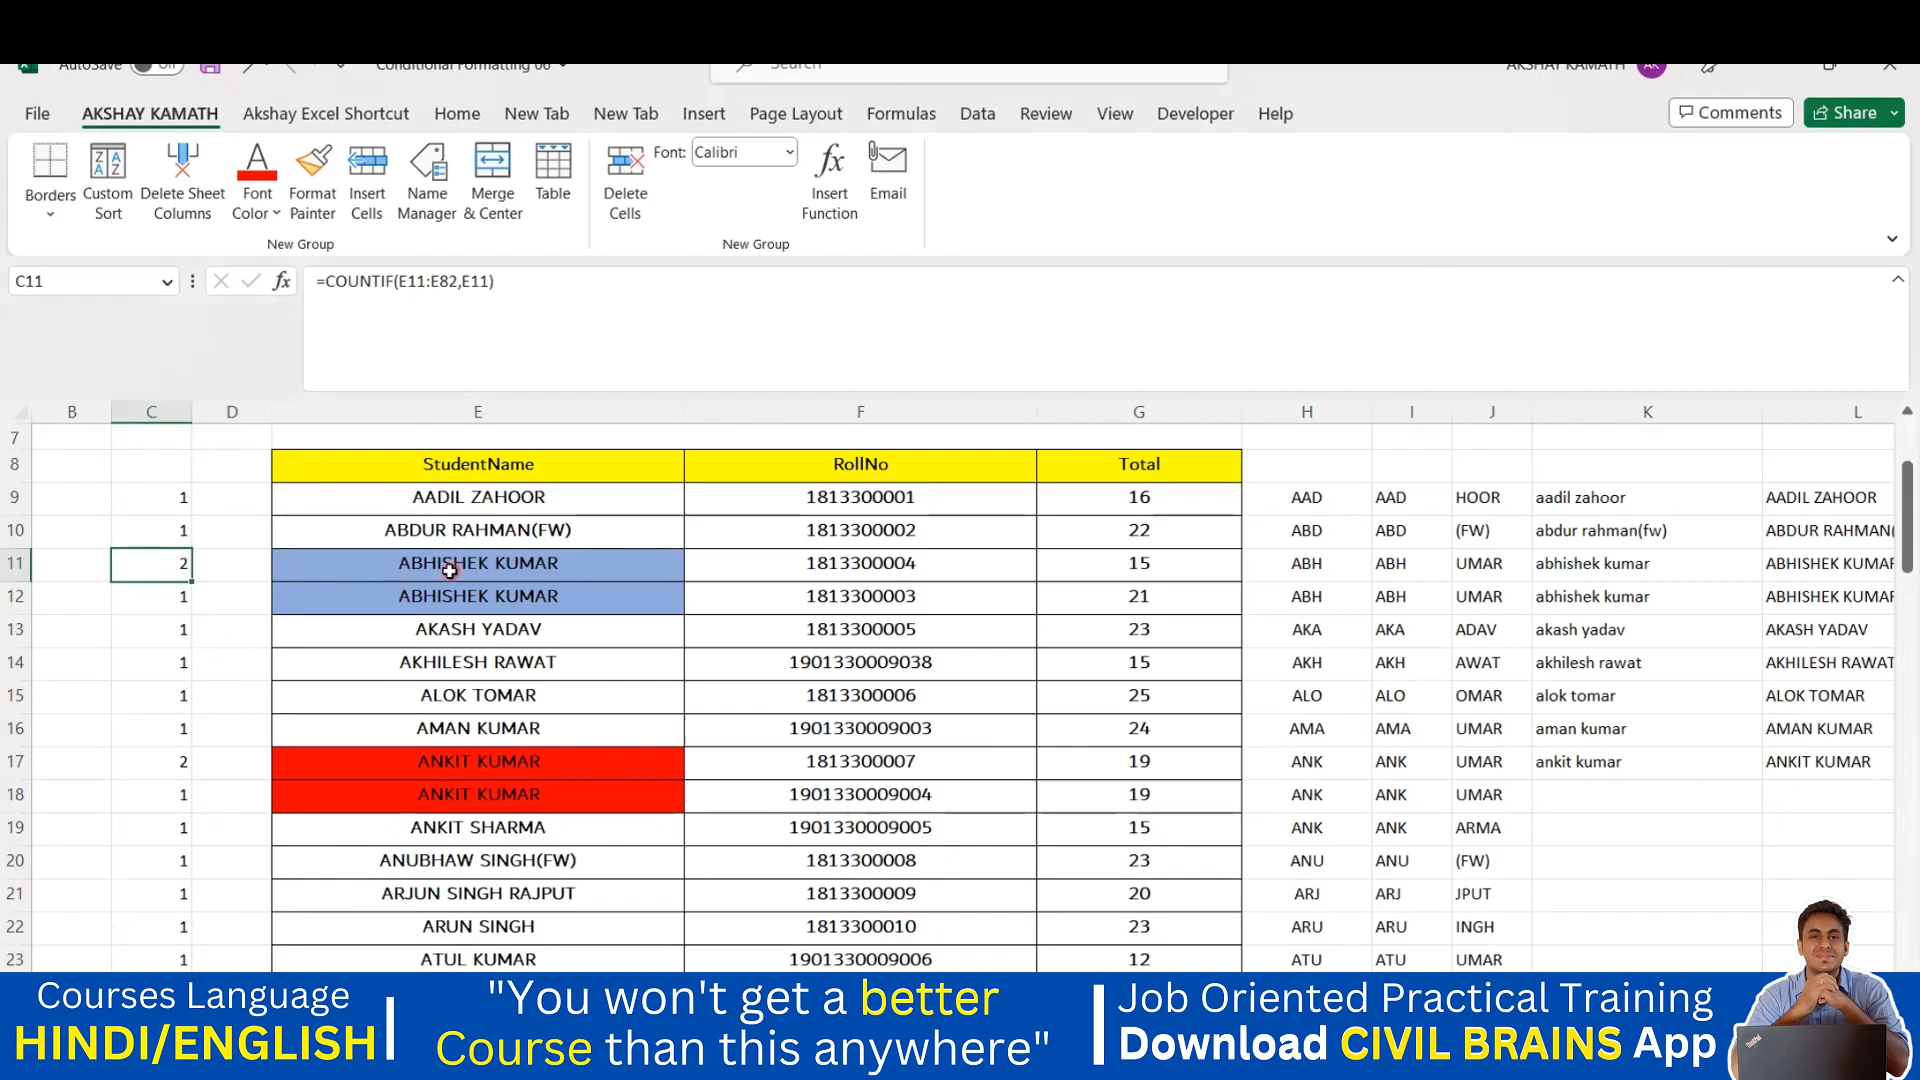 AutoSave Off Conditional Formatting 06 Search AKSHAY KAMATH AK
File AKSHAY KAMATH Akshay Excel Shortcut Home New Tab New Tab Insert Page Layout Formulas Data Review View Developer Help Comments Share
Borders Custom Sort Delete Sheet Columns Font Color Format Painter Insert Cells Name Manager Merge & Center Table Delete Cells Font: Calibri Insert Function Email
New Group New Group
C11 fx =COUNTIF(E11:E82,E11)
B C D E F G H I J K L
7
8 StudentName RollNo Total
9 1 AADIL ZAHOOR 1813300001 16 AAD AAD HOOR aadil zahoor AADIL ZAHOOR
10 1 ABDUR RAHMAN(FW) 1813300002 22 ABD ABD (FW) abdur rahman(fw) ABDUR RAHMAN(
11 2 ABHISHEK KUMAR 1813300004 15 ABH ABH UMAR abhishek kumar ABHISHEK KUMAR
12 1 ABHISHEK KUMAR 1813300003 21 ABH ABH UMAR abhishek kumar ABHISHEK KUMAR
13 1 AKASH YADAV 1813300005 23 AKA AKA ADAV akash yadav AKASH YADAV
14 1 AKHILESH RAWAT 1901330009038 15 AKH AKH AWAT akhilesh rawat AKHILESH RAWAT
15 1 ALOK TOMAR 1813300006 25 ALO ALO OMAR alok tomar ALOK TOMAR
16 1 AMAN KUMAR 1901330009003 24 AMA AMA UMAR aman kumar AMAN KUMAR
17 2 ANKIT KUMAR 1813300007 19 ANK ANK UMAR ankit kumar ANKIT KUMAR
18 1 ANKIT KUMAR 1901330009004 19 ANK ANK UMAR
19 1 ANKIT SHARMA 1901330009005 15 ANK ANK ARMA
20 1 ANUBHAW SINGH(FW) 1813300008 23 ANU ANU (FW)
21 1 ARJUN SINGH RAJPUT 1813300009 20 ARJ ARJ JPUT
22 1 ARUN SINGH 1813300010 23 ARU ARU INGH
23 1 ATUL KUMAR 1901330009006 12 ATU ATU UMAR
Courses Language
HINDI/ENGLISH
"You won't get a better
Course than this anywhere"
Job Oriented Practical Training
Download CIVIL BRAINS App